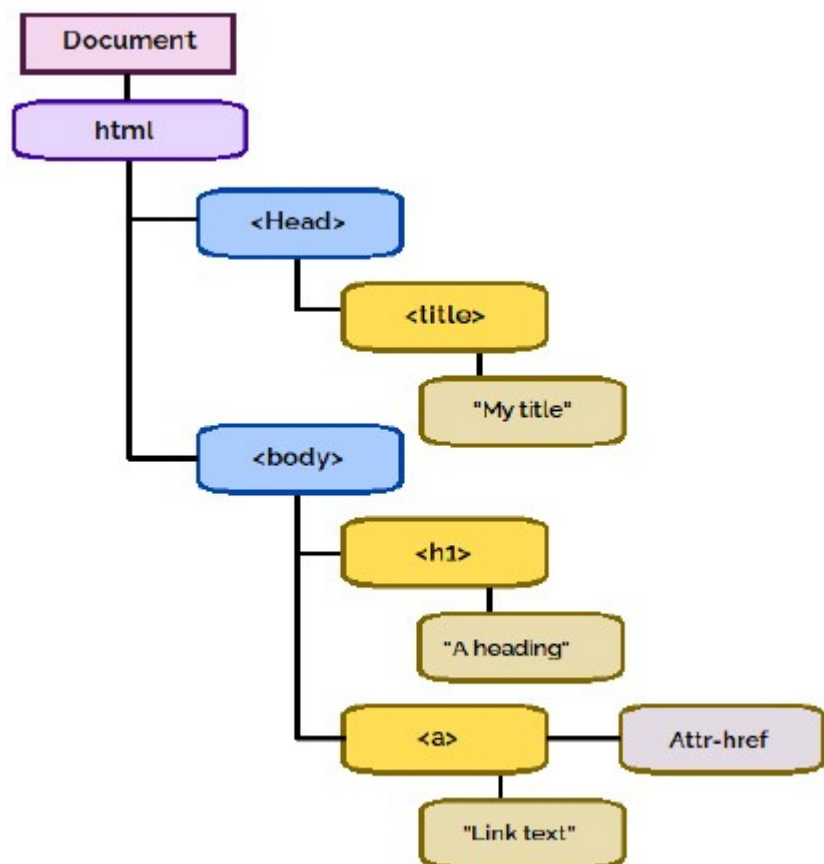 Document
html
<Head>
<title>
"My title"
<body>
<h1>
"A heading"
<a>
Attr-href
"Link text"